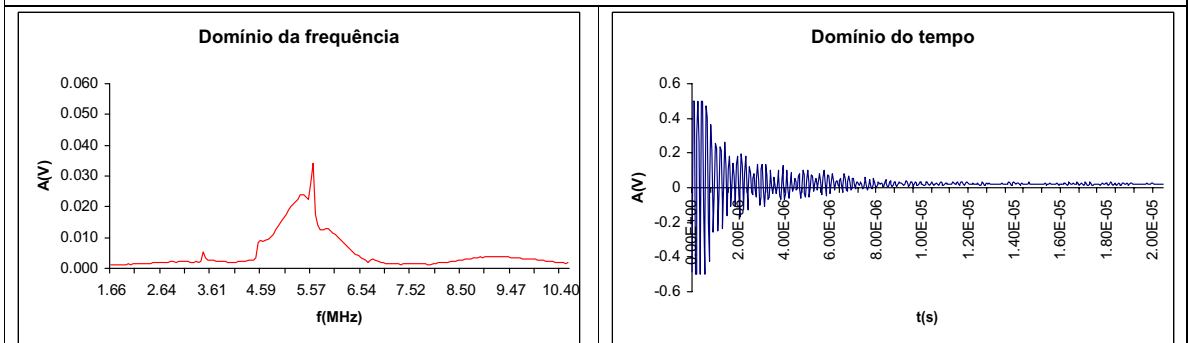 Domínio da frequência
0.060
0.050
0.040
0.030
0.020
0.010
0.000
A(V)
1.66 2.64 3.61 4.59 5.57 6.54 7.52 8.50 9.47 10.40
f(MHz)
Domínio do tempo
0.6
0.4
0.2
0
-0.2
-0.4
-0.6
A(V)
0.00E+00 2.00E-06 4.00E-06 6.00E-06 8.00E-06 1.00E-05 1.20E-05 1.40E-05 1.60E-05 1.80E-05 2.00E-05
t(s)